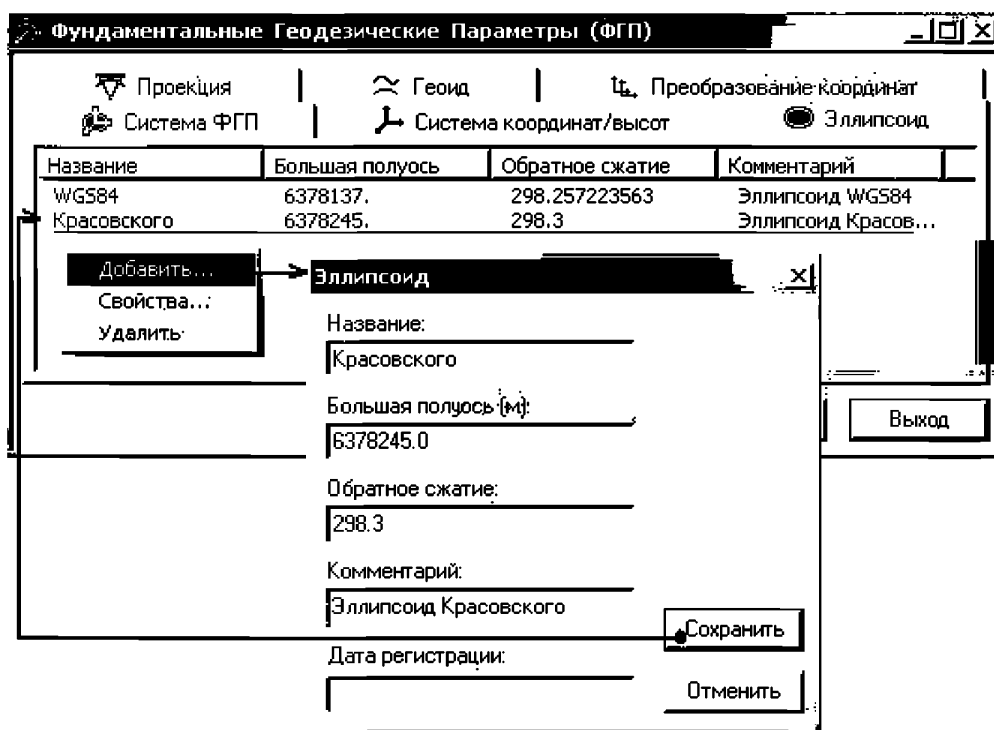 Фундаментальные Геодезические Параметры (ФГП)
Проекция Геоид Преобразование координат
Система ФГП Система координат/высот Эллипсоид
Название Большая полуось Обратное сжатие Комментарий
WGS84 6378137. 298.257223563 Эллипсоид WGS84
Красовского 6378245. 298.3 Эллипсоид Красов...
Добавить...
Свойства...
Удалить
Эллипсоид
Название:
Красовского
Большая полуось (м):
6378245.0
Обратное сжатие:
298.3
Комментарий:
Эллипсоид Красовского
Дата регистрации:
Сохранить
Отменить
Выход